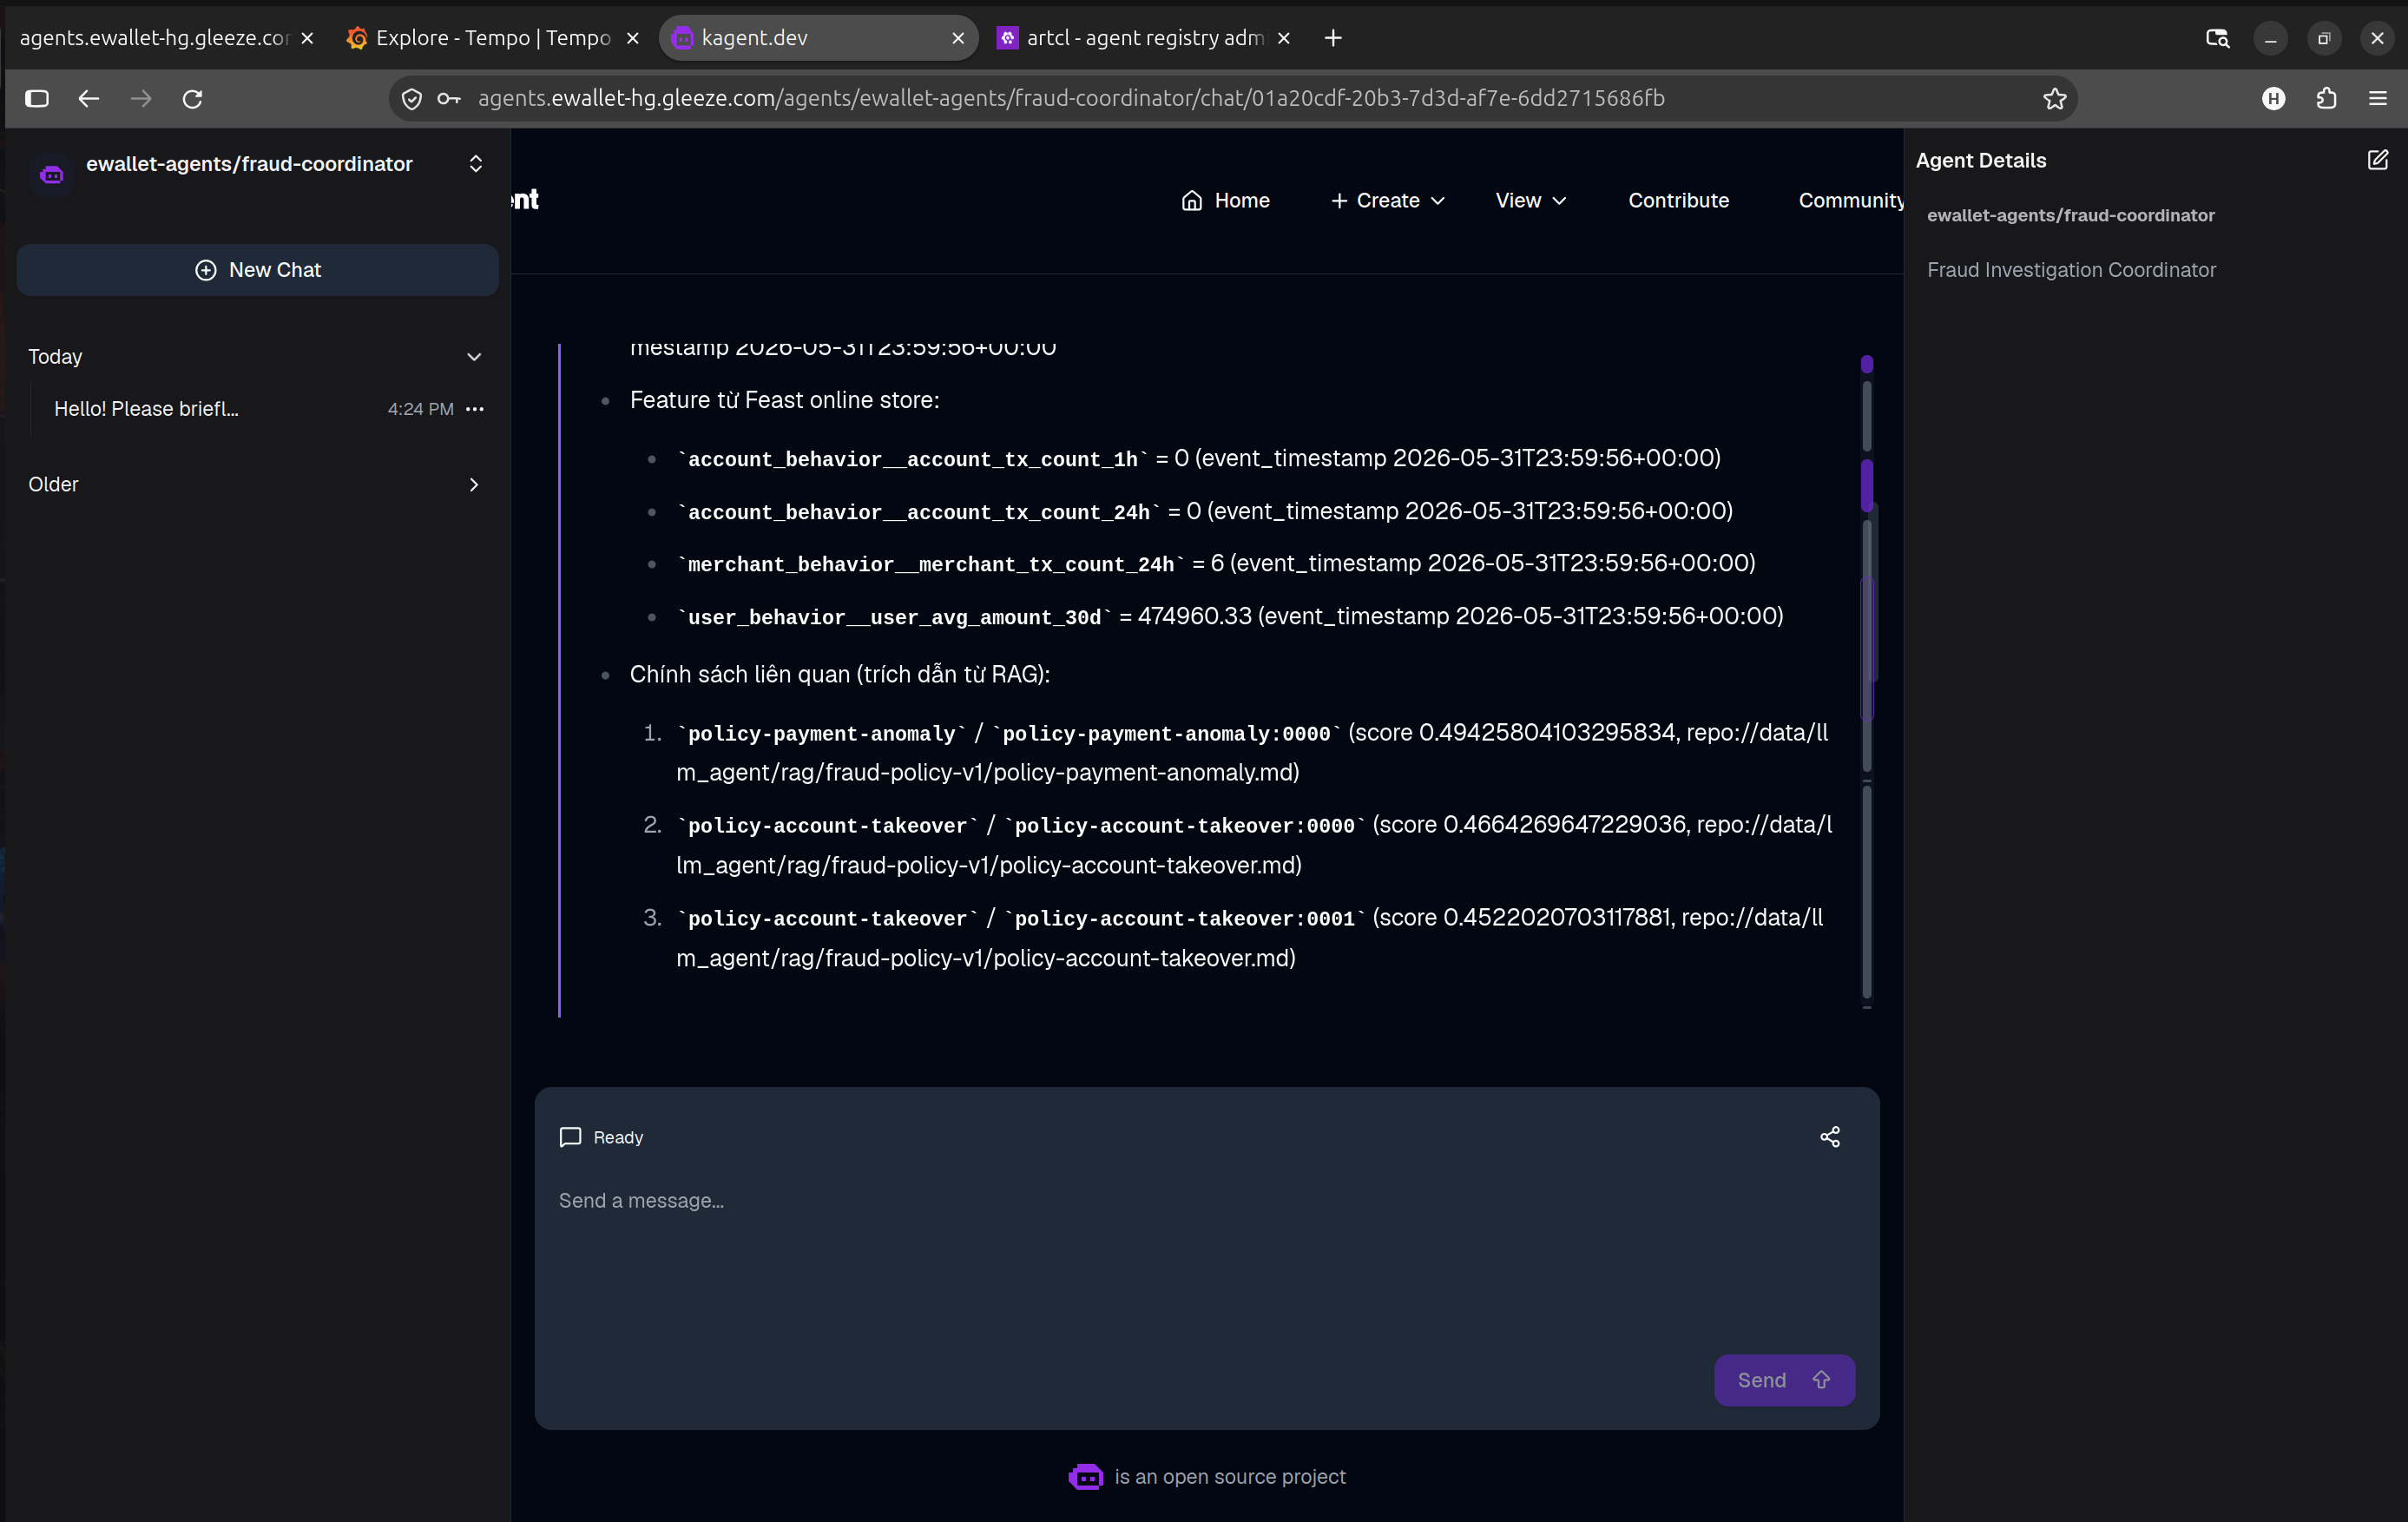 agents.ewallet-hg.gleeze.cor
Explore - Tempo | Tempo
kagent.dev
artcl - agent registry adm
agents.ewallet-hg.gleeze.com/agents/ewallet-agents/fraud-coordinator/chat/01a20cdf-20b3-7d3d-af7e-6dd2715686fb
ewallet-agents/fraud-coordinator
New Chat
Today
Hello! Please briefl...
4:24 PM
Older
ent
Home
Create
View
Contribute
Community
mestamp 2026-05-31T23:59:56+00:00
Feature từ Feast online store:
`account_behavior__account_tx_count_1h` = 0 (event_timestamp 2026-05-31T23:59:56+00:00)
`account_behavior__account_tx_count_24h` = 0 (event_timestamp 2026-05-31T23:59:56+00:00)
`merchant_behavior__merchant_tx_count_24h` = 6 (event_timestamp 2026-05-31T23:59:56+00:00)
`user_behavior__user_avg_amount_30d` = 474960.33 (event_timestamp 2026-05-31T23:59:56+00:00)
Chính sách liên quan (trích dẫn từ RAG):
1. `policy-payment-anomaly` / `policy-payment-anomaly:0000` (score 0.49425804103295834, repo://data/ll
m_agent/rag/fraud-policy-v1/policy-payment-anomaly.md)
2. `policy-account-takeover` / `policy-account-takeover:0000` (score 0.4664269647229036, repo://data/l
lm_agent/rag/fraud-policy-v1/policy-account-takeover.md)
3. `policy-account-takeover` / `policy-account-takeover:0001` (score 0.4522020703117881, repo://data/ll
m_agent/rag/fraud-policy-v1/policy-account-takeover.md)
Ready
Send a message...
Send
is an open source project
Agent Details
ewallet-agents/fraud-coordinator
Fraud Investigation Coordinator
H